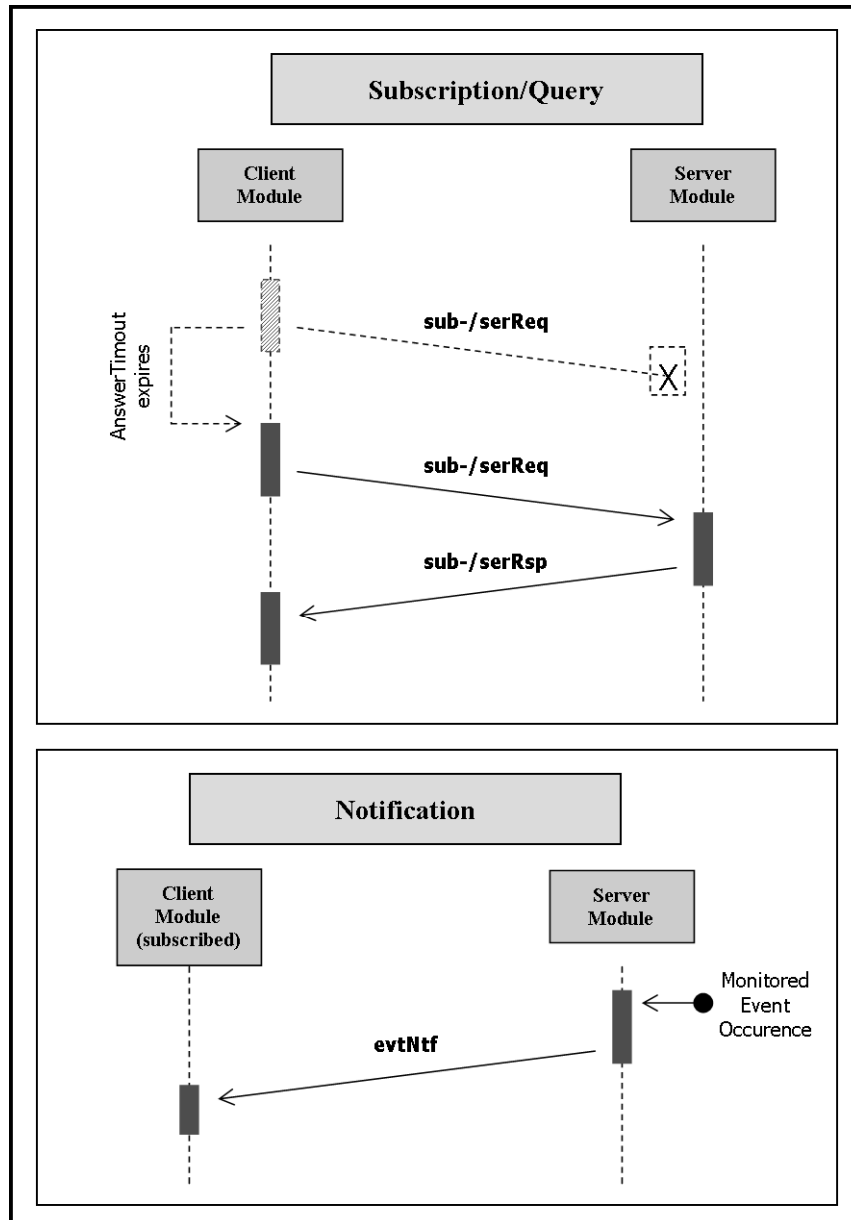 Subscription/Query
Client
Module
Server
Module
sub-/serReq
X
AnswerTimout
expires
sub-/serReq
sub-/serRsp
Notification
Client
Module
(subscribed)
Server
Module
Monitored
Event
Occurence
evtNtf